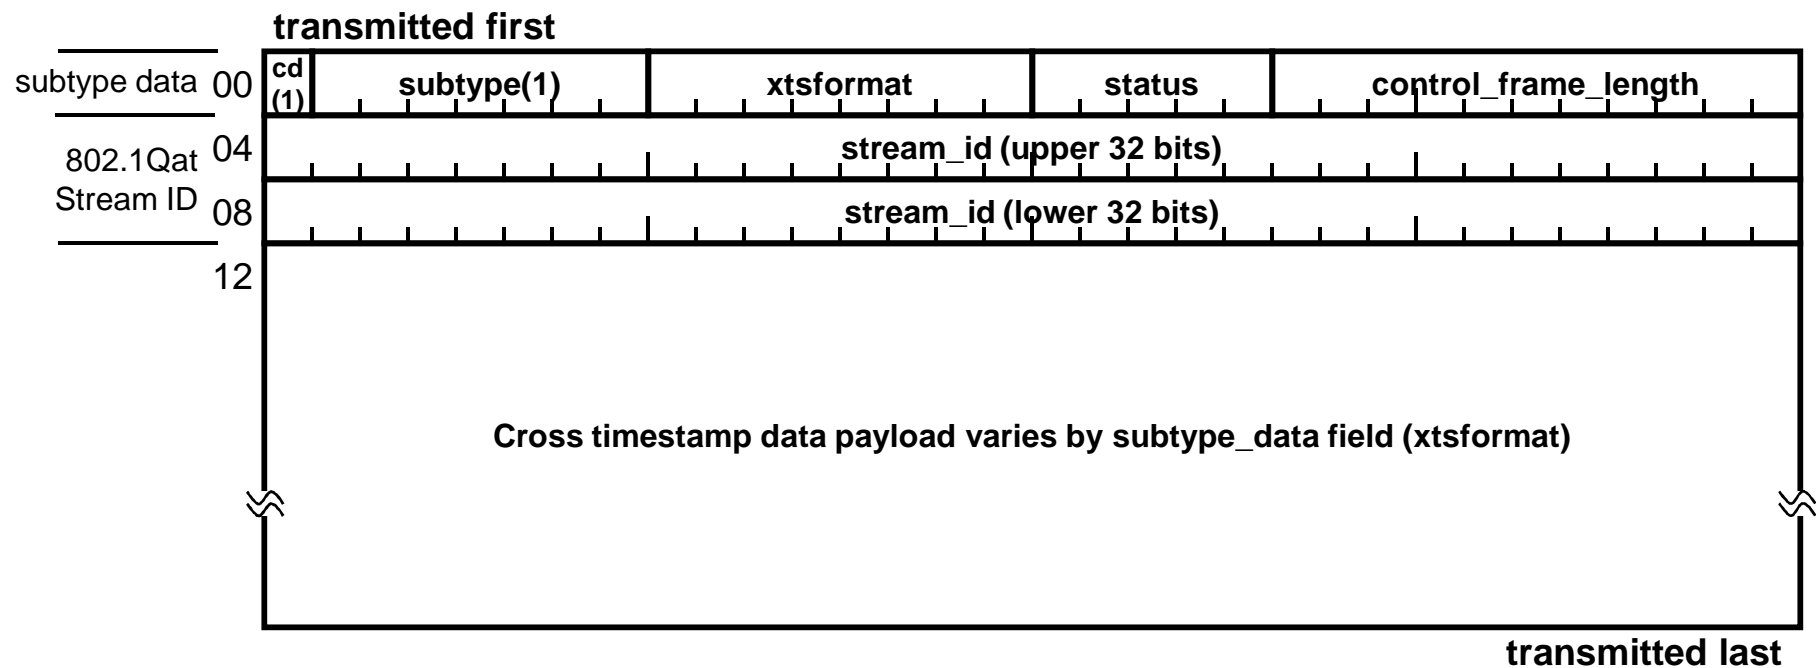 transmitted first
subtype data 00 cd (1) subtype(1) xtsformat status control_frame_length
802.1Qat Stream ID
04 stream_id (upper 32 bits)
08 stream_id (lower 32 bits)
12
Cross timestamp data payload varies by subtype_data field (xtsformat)
transmitted last